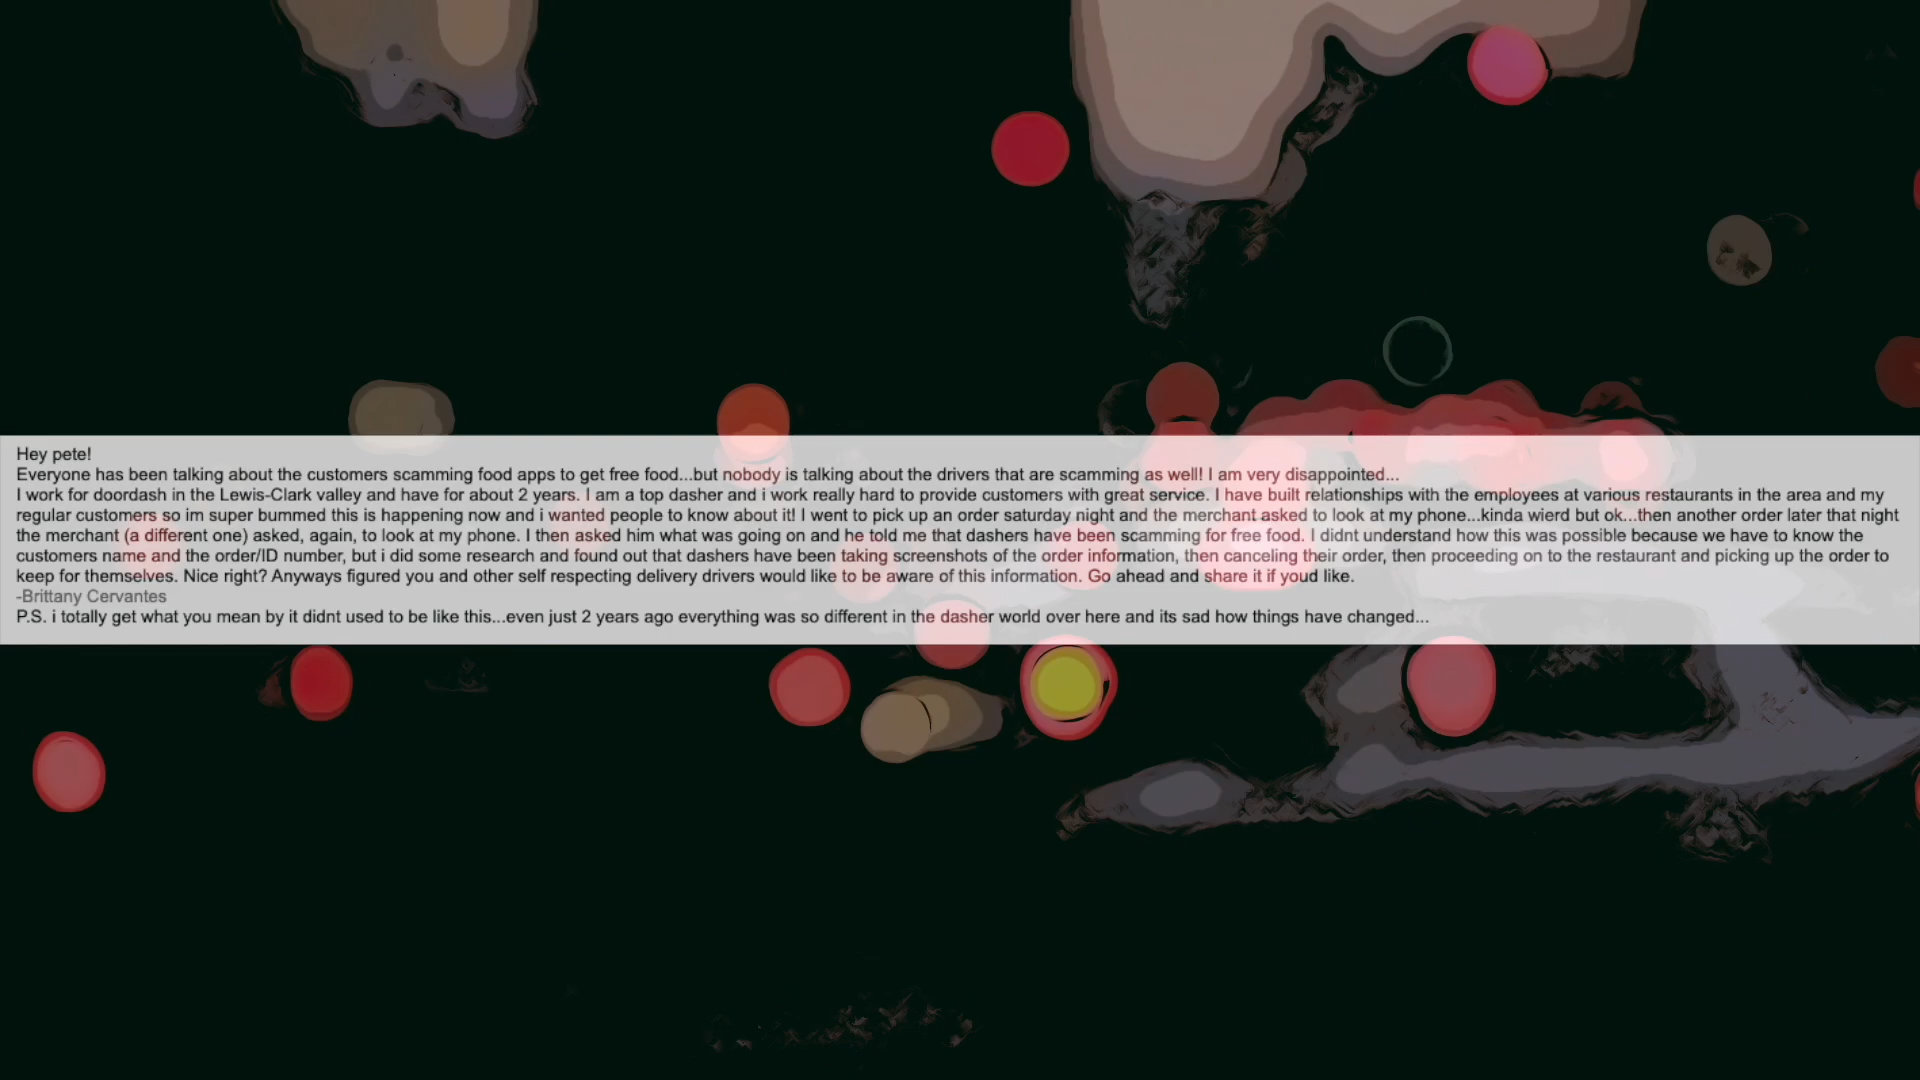 Hey pete!
Everyone has been talking about the customers scamming food apps to get free food...but nobody is talking about the drivers that are scamming as well! I am very disappointed...
I work for doordash in the Lewis-Clark valley and have for about 2 years. I am a top dasher and i work really hard to provide customers with great service. I have built relationships with the employees at various restaurants in the area and my
regular customers so im super bummed this is happening now and i wanted people to know about it! I went to pick up an order saturday night and the merchant asked to look at my phone...kinda wierd but ok...then another order later that night
the merchant (a different one) asked, again, to look at my phone. I then asked him what was going on and he told me that dashers have been scamming for free food. I didnt understand how this was possible because we have to know the
customers name and the order/ID number, but i did some research and found out that dashers have been taking screenshots of the order information, then canceling their order, then proceeding on to the restaurant and picking up the order to
keep for themselves. Nice right? Anyways figured you and other self respecting delivery drivers would like to be aware of this information. Go ahead and share it if youd like.
-Brittany Cervantes
P.S. i totally get what you mean by it didnt used to be like this...even just 2 years ago everything was so different in the dasher world over here and its sad how things have changed...